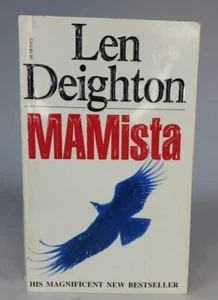 Len
Deighton
MAMista
HIS MAGNIFICENT NEW BESTSELLER